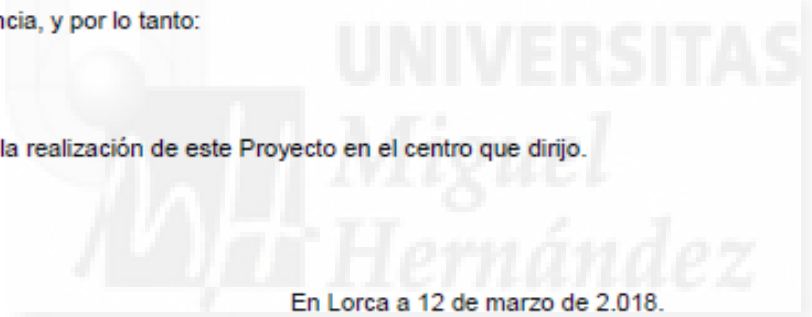 ncia, y por lo tanto:
UNIVERSITAS
la realización de este Proyecto en el centro que dirijo.
Miguel
Hernández
En Lorca a 12 de marzo de 2.018.